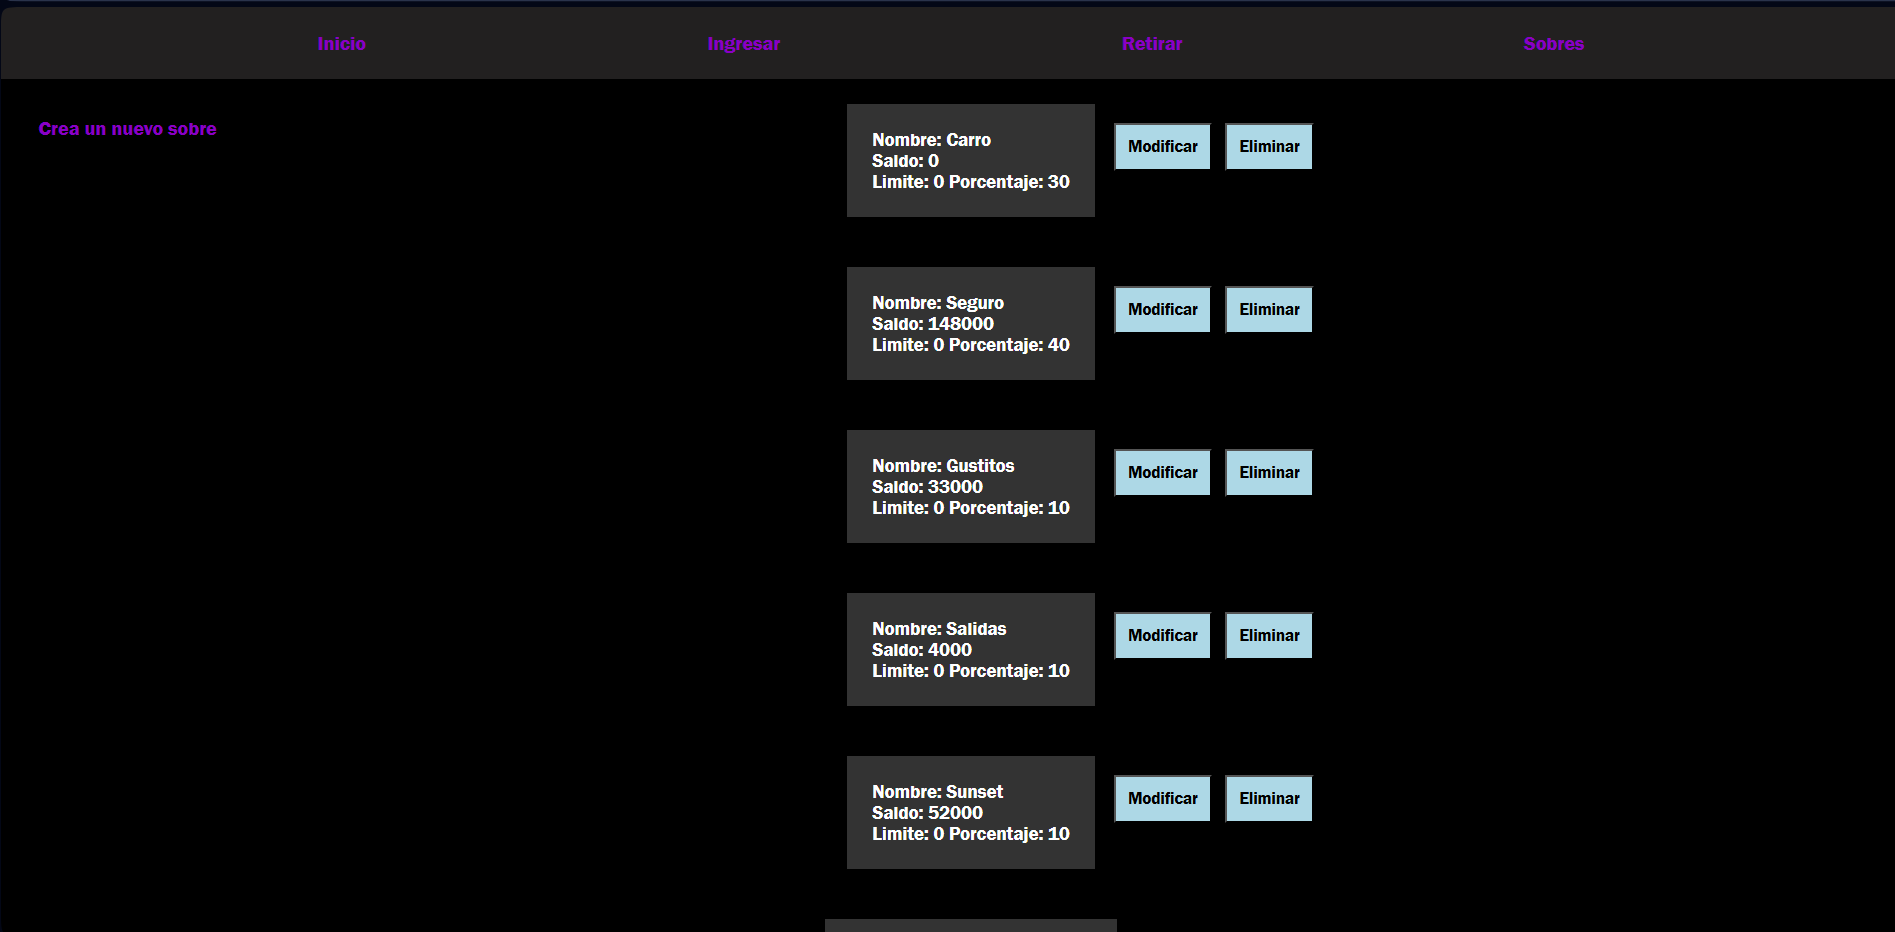 Inicio Ingresar Retirar Sobres
Crea un nuevo sobre
Nombre: Carro
Saldo: 0
Limite: 0 Porcentaje: 30
Modificar Eliminar
Nombre: Seguro
Saldo: 148000
Limite: 0 Porcentaje: 40
Modificar Eliminar
Nombre: Gustitos
Saldo: 33000
Limite: 0 Porcentaje: 10
Modificar Eliminar
Nombre: Salidas
Saldo: 4000
Limite: 0 Porcentaje: 10
Modificar Eliminar
Nombre: Sunset
Saldo: 52000
Limite: 0 Porcentaje: 10
Modificar Eliminar